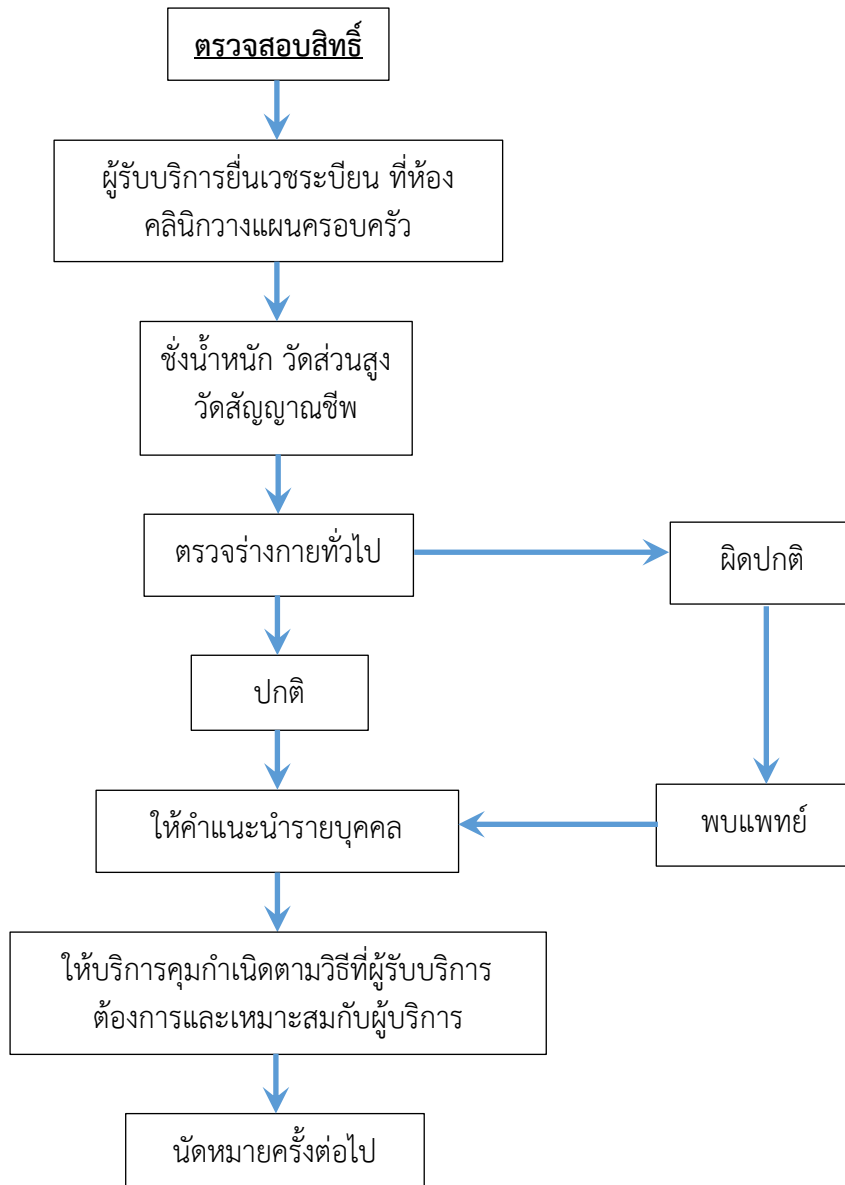 ตรวจสอบสิทธิ์
ผู้รับบริการยื่นเวชระบียน ที่ห้อง
คลินิกวางแผนครอบครัว
ชั่งน้ำหนัก วัดส่วนสูง
วัดสัญญาณชีพ
ตรวจร่างกายทั่วไป
ผิดปกติ
ปกติ
ให้คำแนะนำรายบุคคล
พบแพทย์
ให้บริการคุมกำเนิดตามวิธีที่ผู้รับบริการ
ต้องการและเหมาะสมกับผู้บริการ
นัดหมายครั้งต่อไป